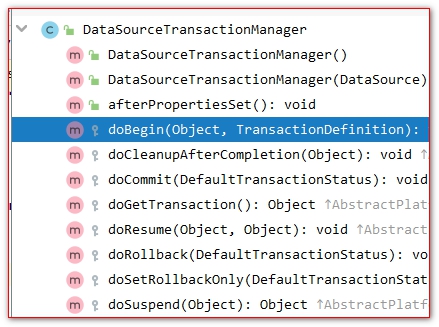 DataSourceTransactionManager
DataSourceTransactionManager()
DataSourceTransactionManager(DataSource)
afterPropertiesSet(): void
doBegin(Object, TransactionDefinition):
doCleanupAfterCompletion(Object): void ↑
doCommit(DefaultTransactionStatus): void
doGetTransaction(): Object ↑AbstractPlatf
doResume(Object, Object): void ↑Abstract
doRollback(DefaultTransactionStatus): vo
doSetRollbackOnly(DefaultTransactionStat
doSuspend(Object): Object ↑AbstractPlatf